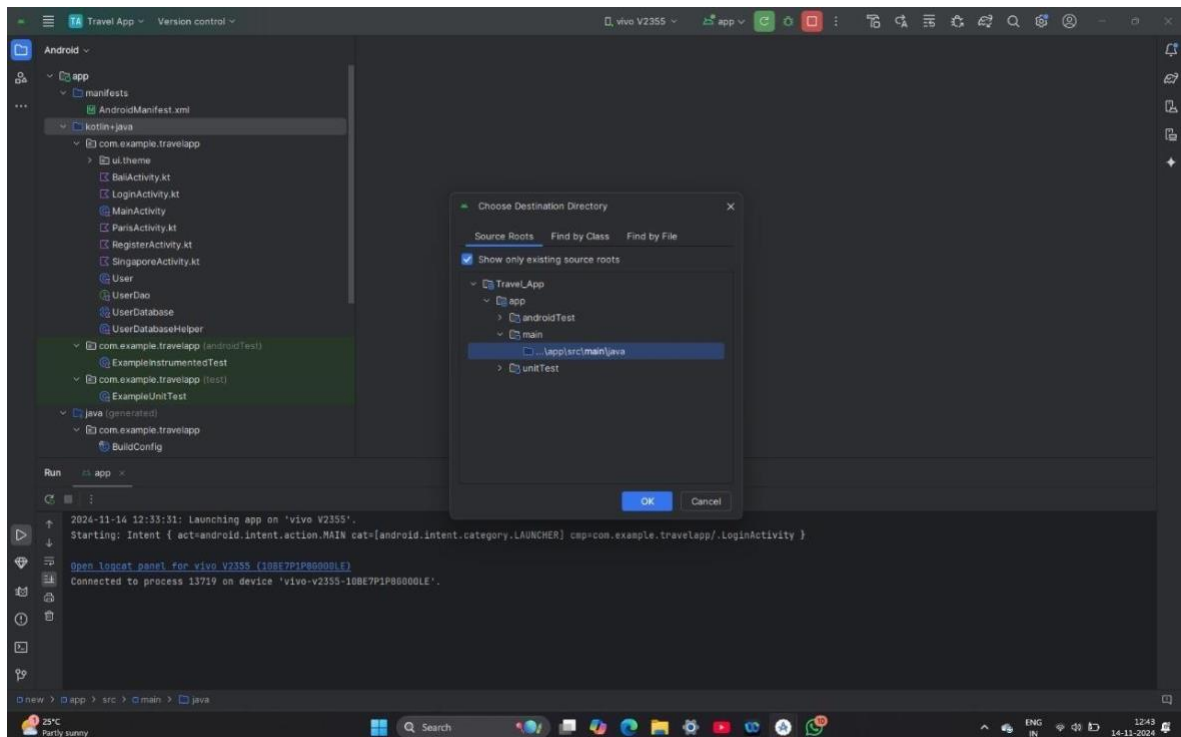 TA Travel App Version control vivo V2355 app
Android
app
manifests
AndroidManifest.xml
kotlin+java
com.example.travelapp
ui.theme
BaliActivity.kt
LoginActivity.kt
MainActivity
ParisActivity.kt
RegisterActivity.kt
SingaporeActivity.kt
User
UserDao
UserDatabase
UserDatabaseHelper
com.example.travelapp (androidTest)
ExampleInstrumentedTest
com.example.travelapp (test)
ExampleUnitTest
java (generated)
com.example.travelapp
BuildConfig
Choose Destination Directory
Source Roots Find by Class Find by File
Show only existing source roots
Travel_App
app
androidTest
main
...\app\src\main\java
unitTest
OK Cancel
Run app
2024-11-14 12:33:31: Launching app on 'vivo V2355'.
Starting: Intent { act=android.intent.action.MAIN cat=[android.intent.category.LAUNCHER] cmp=com.example.travelapp/.LoginActivity }
Open logcat panel for vivo V2355 (10BE7P1P8G000LE)
Connected to process 13719 on device 'vivo-v2355-10BE7P1P8G000LE'.
new > app > src > main > java
25°C
Partly sunny
Search
ENG
IN
12:43
14-11-2024